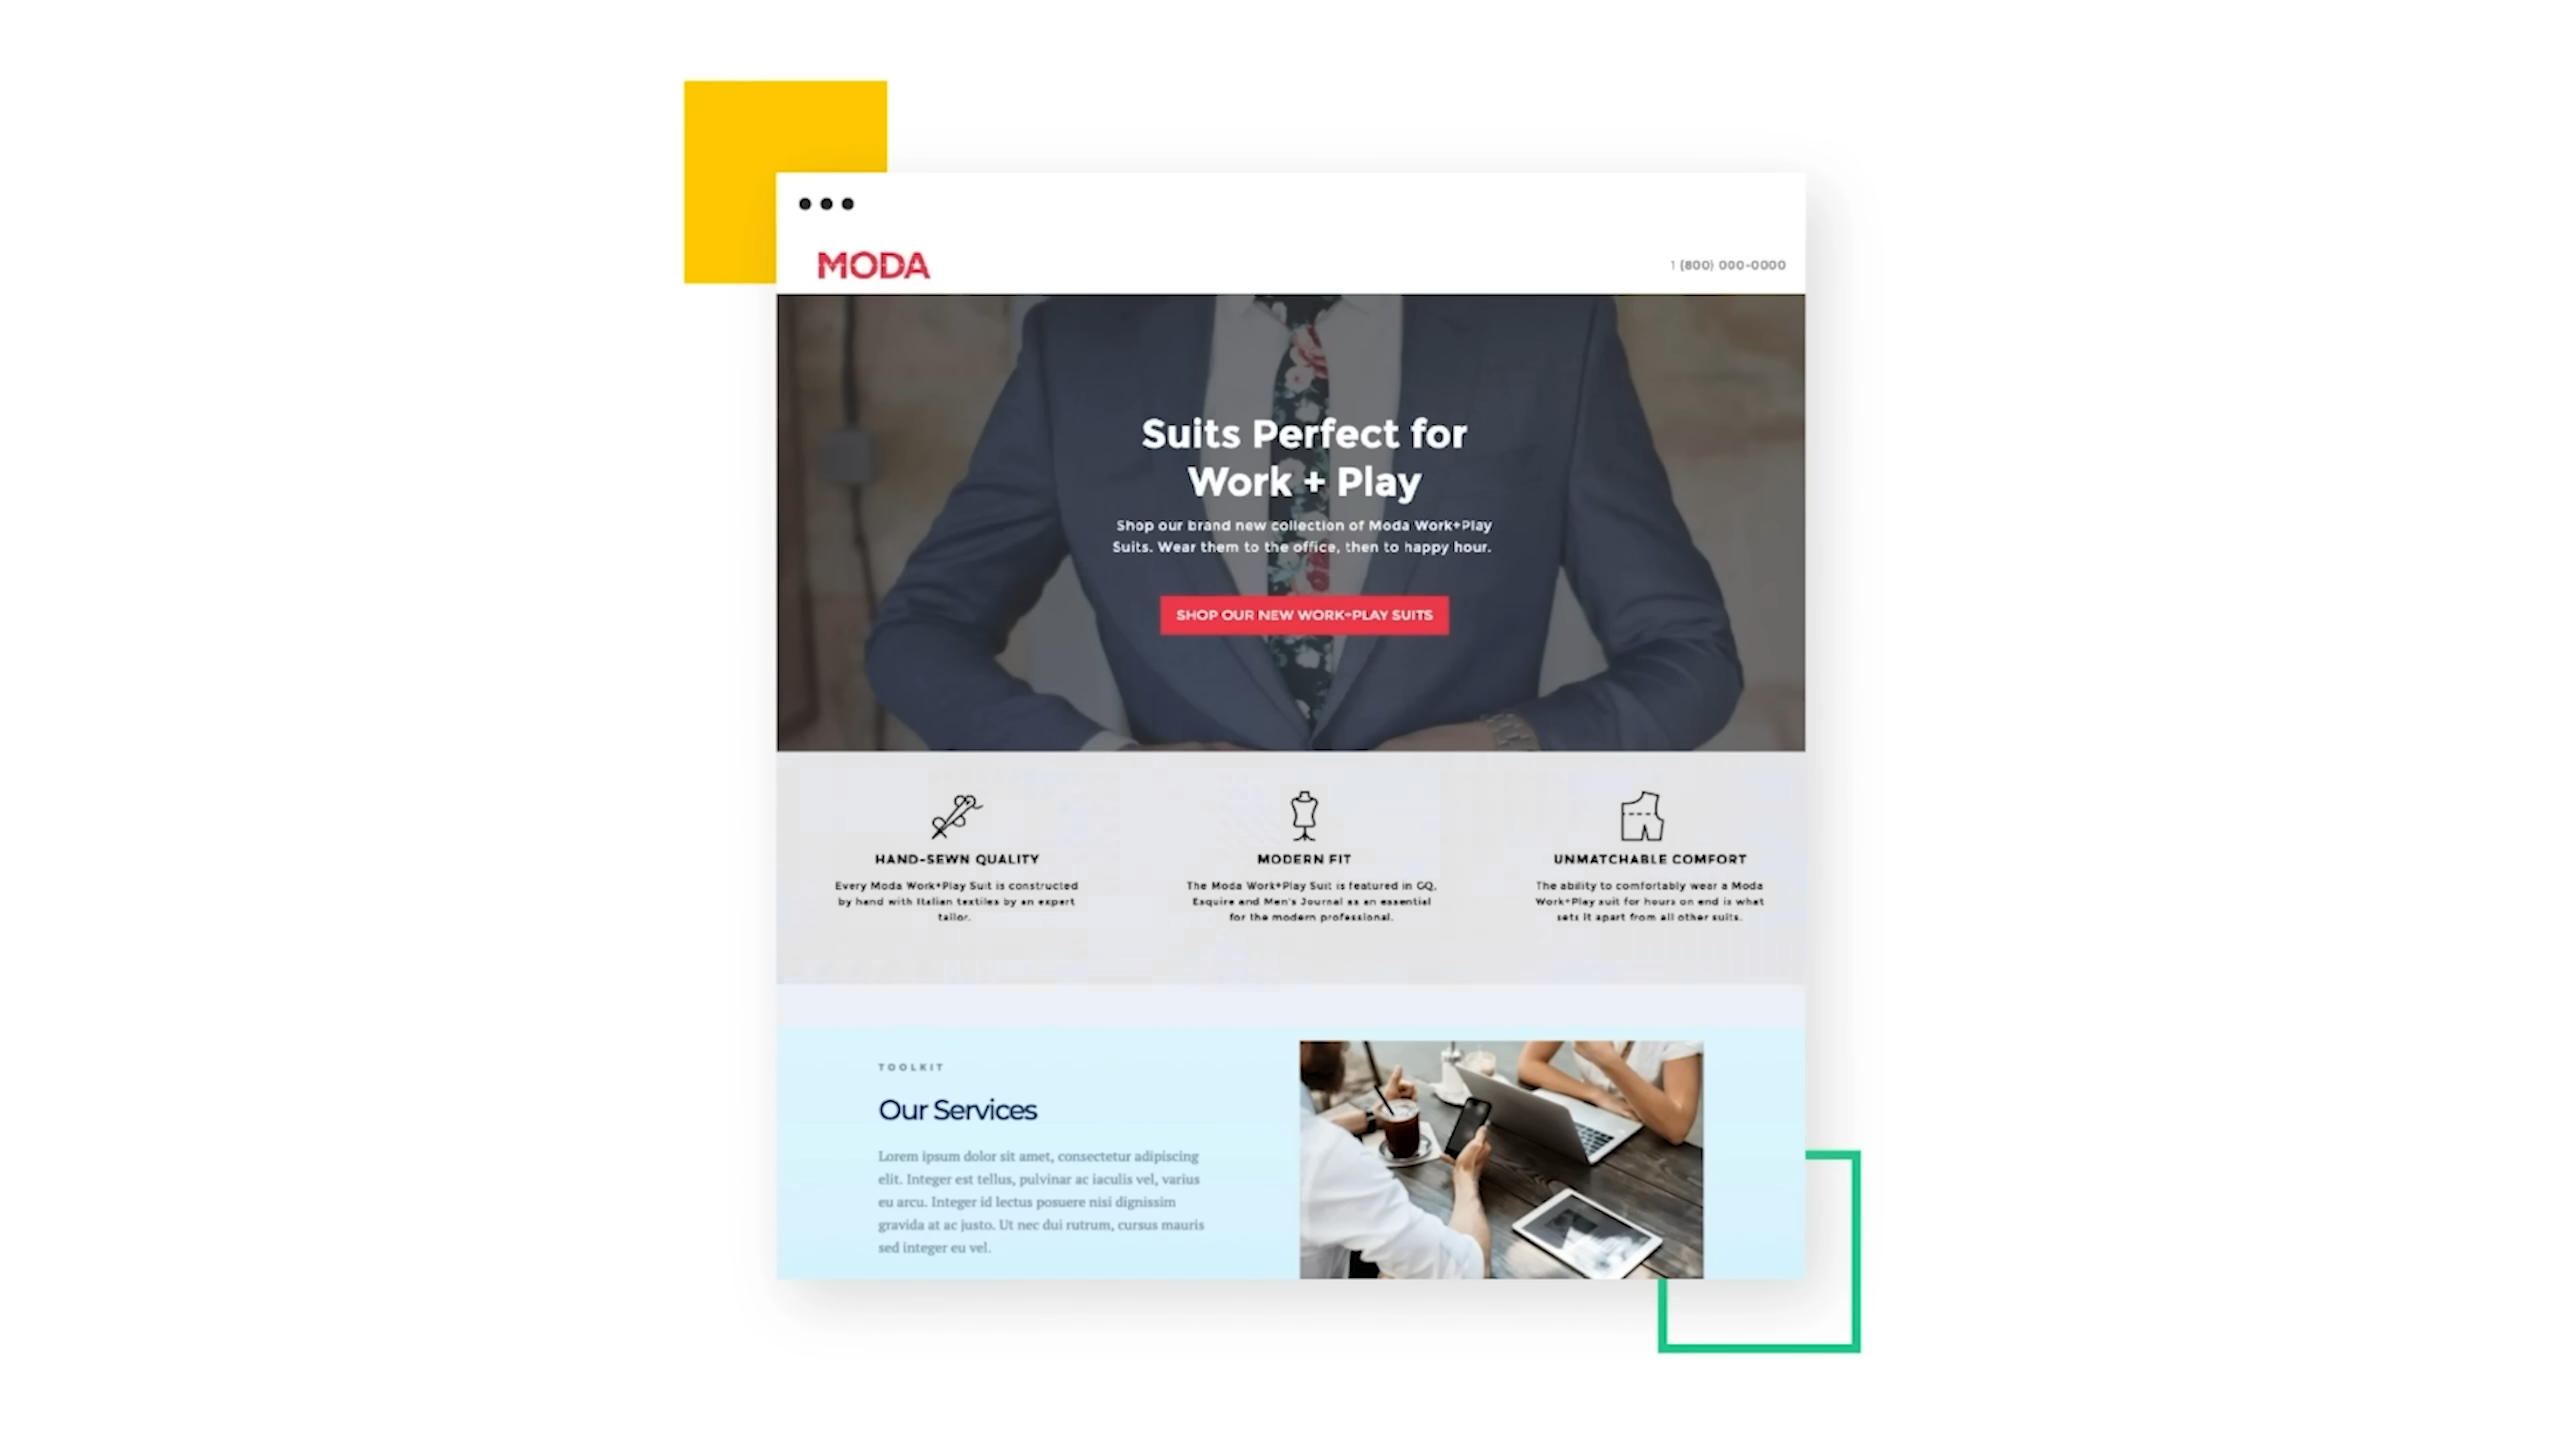 MODA
1 (800) 000-0000
Suits Perfect for
Work + Play
Shop our brand new collection of Moda Work+Play
Suits. Wear them to the office, then to happy hour.
SHOP OUR NEW WORK+PLAY SUITS
HAND-SEWN QUALITY
Every Moda Work+Play Suit is constructed
by hand with Italian textiles by an expert
tailor.
MODERN FIT
The Moda Work+Play Suit is featured in GQ,
Esquire and Men's Journal as an essential
for the modern professional.
UNMATCHABLE COMFORT
The ability to comfortably wear a Moda
Work+Play suit for hours on end is what
sets it apart from all other suits.
TOOLKIT
Our Services
Lorem ipsum dolor sit amet, consectetur adipiscing
elit. Integer est tellus, pulvinar ac iaculis vel, varius
eu arcu. Integer id lectus posuere nisi dignissim
gravida at ac justo. Ut nec dui rutrum, cursus mauris
sed integer eu vel.